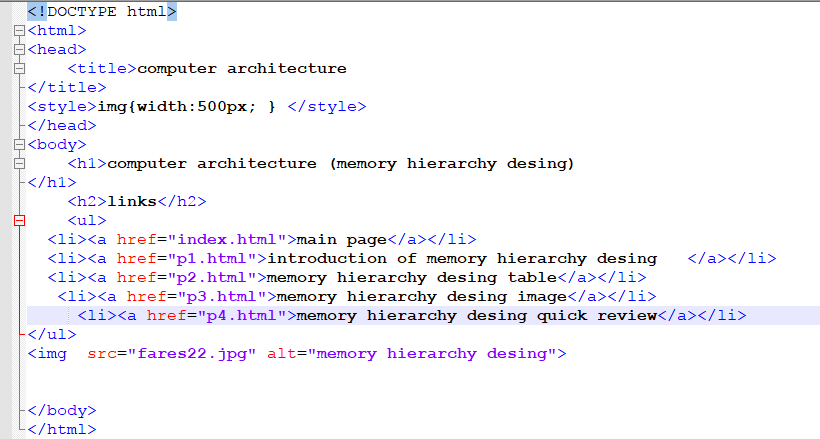 <!DOCTYPE html>
<html>
<head>
    <title>computer architecture
</title>
<style>img{width:500px; } </style>
</head>
<body>
    <h1>computer architecture (memory hierarchy desing)
</h1>
    <h2>links</h2>
    <ul>
  <li><a href="index.html">main page</a></li>
  <li><a href="p1.html">introduction of memory hierarchy desing   </a></li>
  <li><a href="p2.html">memory hierarchy desing table</a></li>
   <li><a href="p3.html">memory hierarchy desing image</a></li>
     <li><a href="p4.html">memory hierarchy desing quick review</a></li>
</ul>
<img  src="fares22.jpg" alt="memory hierarchy desing">
</body>
</html>